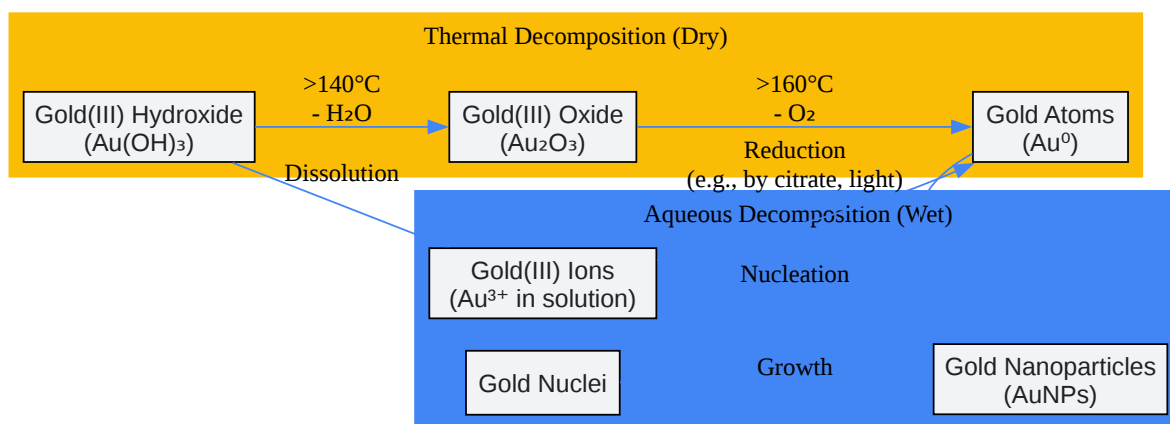 Thermal Decomposition (Dry)
>140°C
- H₂O
>160°C
- O₂
Gold(III) Hydroxide
(Au(OH)₃)
Gold(III) Oxide
(Au₂O₃)
Gold Atoms
(Au⁰)
Dissolution
Reduction
(e.g., by citrate, light)
Aqueous Decomposition (Wet)
Gold(III) Ions
(Au³⁺ in solution)
Nucleation
Gold Nuclei
Growth
Gold Nanoparticles
(AuNPs)